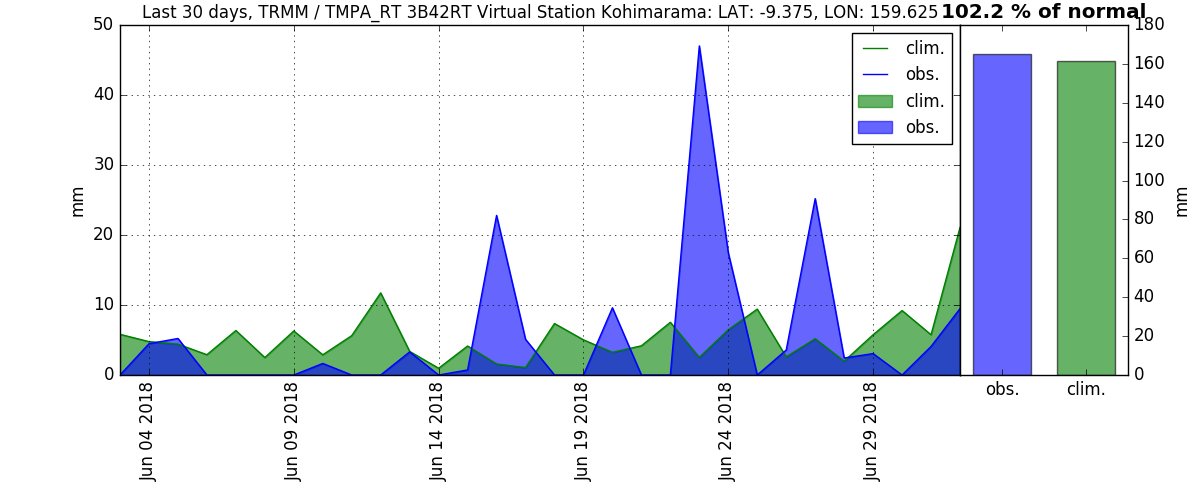 Last 30 days, TRMM / TMPA_RT 3B42RT Virtual Station Kohimarama: LAT: -9.375, LON: 159.625 102.2 % of normal
50
40
30
20
10
0
mm
clim.
obs.
clim.
obs.
Jun 04 2018
Jun 09 2018
Jun 14 2018
Jun 19 2018
Jun 24 2018
Jun 29 2018
180
160
140
120
100
80
60
40
20
0
mm
obs.
clim.